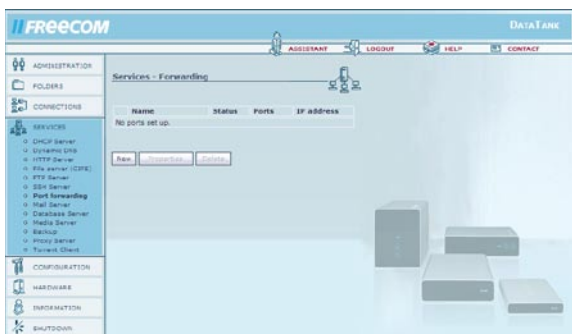 FREECOM
DATATANK
ASSISTANT LOGOUT HELP CONTACT
ADMINISTRATION
FOLDERS
CONNECTIONS
SERVICES
DHCP Server
Dynamic DNS
HTTP Server
File server (CIFS)
FTP Server
SSH Server
Port forwarding
Mail Server
Database Server
Media Server
Backup
Proxy Server
Torrent Client
CONFIGURATION
HARDWARE
INFORMATION
SHUTDOWN
Services - Forwarding
Name Status Ports IP address
No ports set up.
New Properties Delete